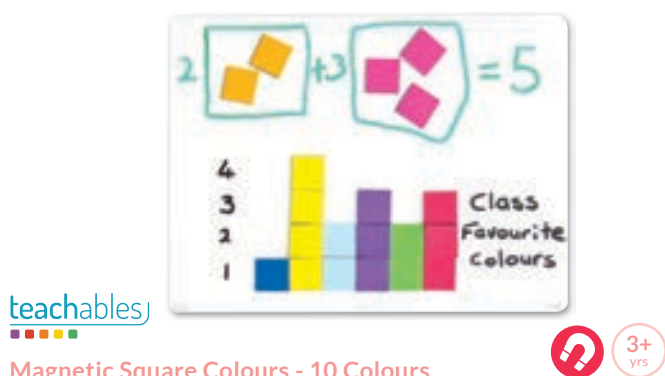 2 +3 =5
4
3
2
1
Class
Favourite
Colours
teachables
Magnetic Square Colours - 10 Colours
3+
yrs